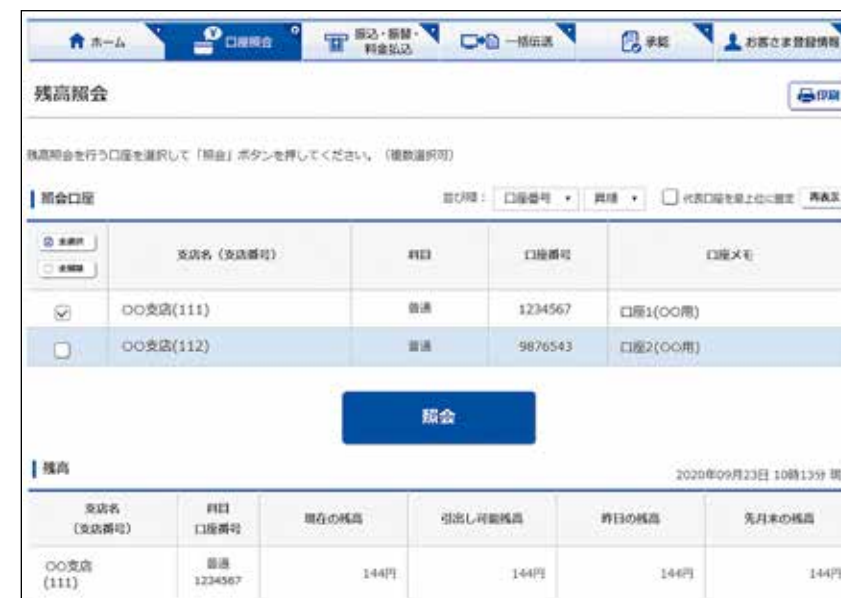 ホーム
口座照会
振込・振替・
料金払込
一括伝送
承認
お客さま登録情報
残高照会
印刷
残高照会を行う口座を選択して「照会」ボタンを押してください。（複数選択可）
照会口座
並び順： 口座番号 昇順 代表口座を最上位に固定 再表示
全選択
全解除
支店名（支店番号） 科目 口座番号 口座メモ
〇〇支店(111) 普通 1234567 口座1(〇〇用)
〇〇支店(112) 普通 9876543 口座2(〇〇用)
照会
残高
2020年09月23日 10時13分 現
支店名
（支店番号）
科目
口座番号
現在の残高 引出し可能残高 昨日の残高 先月末の残高
〇〇支店
(111)
普通
1234567
144円 144円 144円 144円